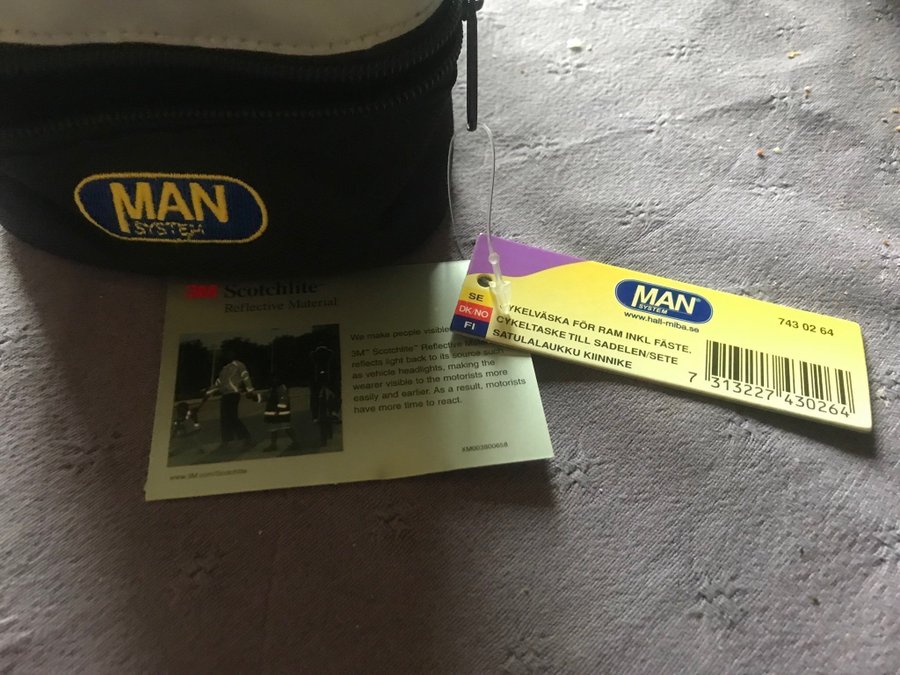 MAN
SYSTEM
3M Scotchlite™
Reflective Material
We make people visible
3M™ Scotchlite™ Reflective
reflects light back to its source such
as vehicle headlights, making the
wearer visible to the motorists more
easily and earlier. As a result, motorists
have more time to react.
www.3M.com/Scotchlite
XM003800658
MAN®
SYSTEM
www.hall-miba.se
743 02 64
SE
DK/NO
FI
CYKELVÄSKA FÖR RAM INKL FÄSTE.
CYKELTASKE TILL SADELEN/SETE
SATULALAUKKU KIINNIKE
7 313227 430264